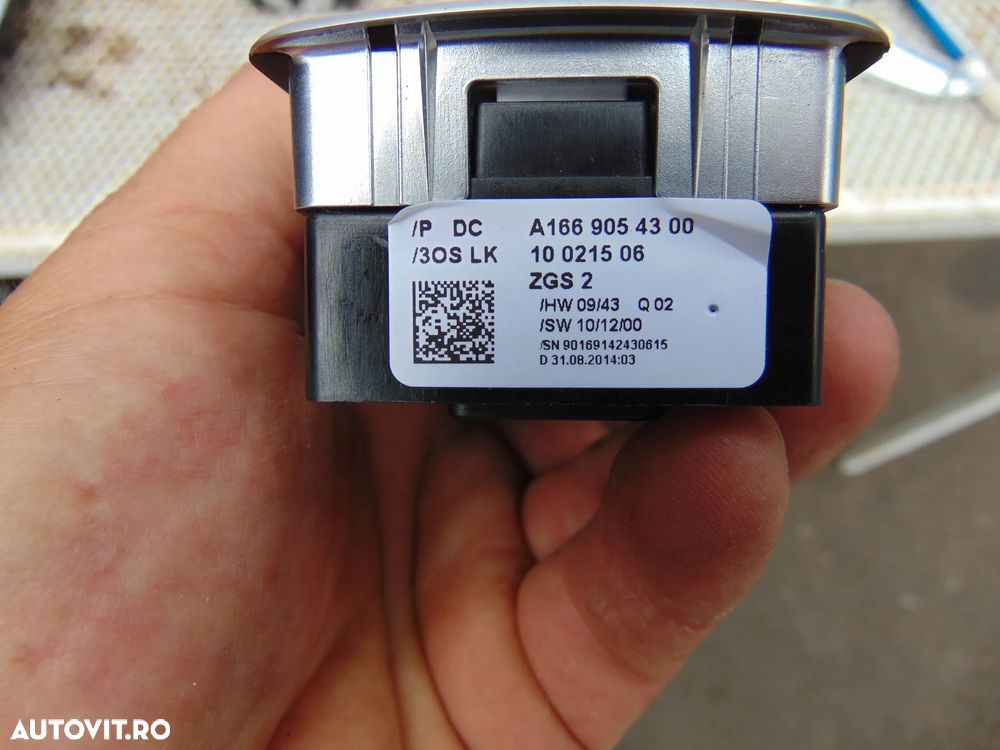 /P DC A166 905 43 00
/3OS LK 10 0215 06
ZGS 2
/HW 09/43 Q 02
/SW 10/12/00
/SN 90169142430615
D 31.08.2014:03
AUTOVIT.RO